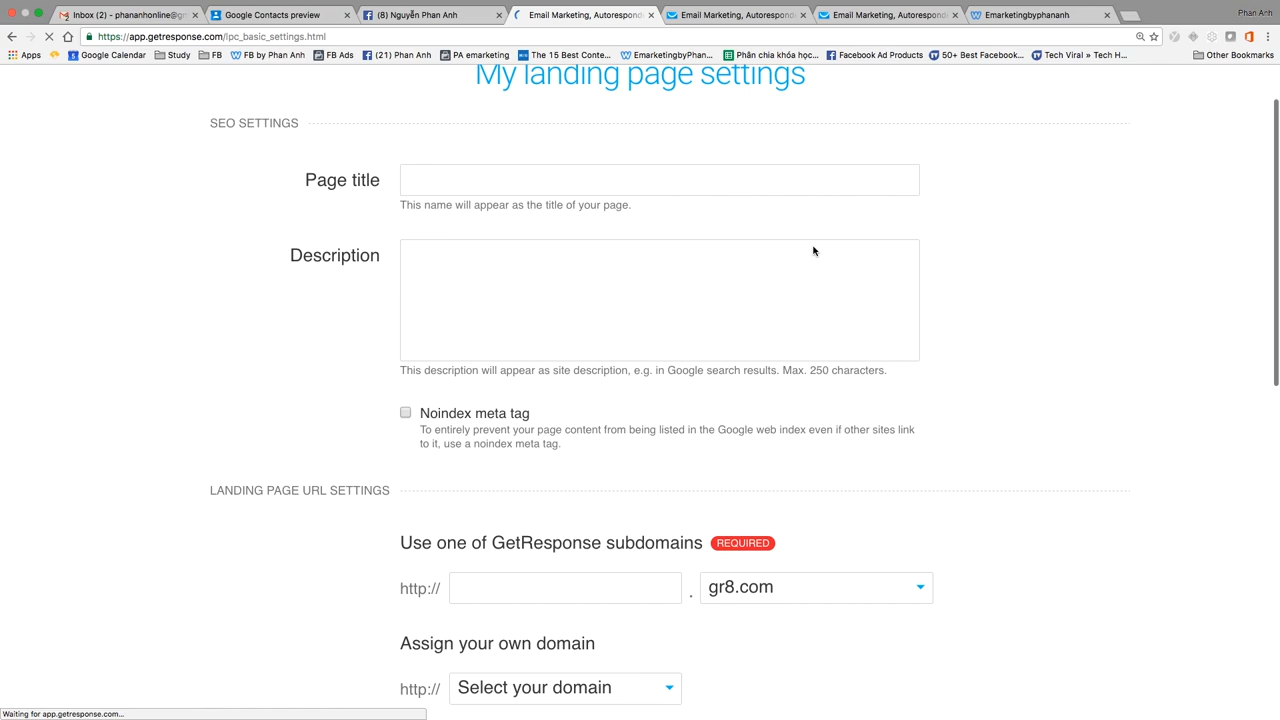 Inbox (2) - phananhonline@gr
Google Contacts preview
(8) Nguyễn Phan Anh
Email Marketing, Autorespond
Email Marketing, Autorespond
Email Marketing, Autorespond
Emarketingbyphananh
Phan Anh
https://app.getresponse.com/lpc_basic_settings.html
Apps
Google Calendar
Study
FB
FB by Phan Anh
FB Ads
(21) Phan Anh
PA emarketing
The 15 Best Conte...
EmarketingbyPhan...
Phân chia khóa học...
Facebook Ad Products
50+ Best Facebook...
Tech Viral » Tech H...
Other Bookmarks
My landing page settings
SEO SETTINGS
Page title
This name will appear as the title of your page.
Description
This description will appear as site description, e.g. in Google search results. Max. 250 characters.
Noindex meta tag
To entirely prevent your page content from being listed in the Google web index even if other sites link
to it, use a noindex meta tag.
LANDING PAGE URL SETTINGS
Use one of GetResponse subdomains REQUIRED
http:// . gr8.com
Assign your own domain
http:// Select your domain
Waiting for app.getresponse.com...